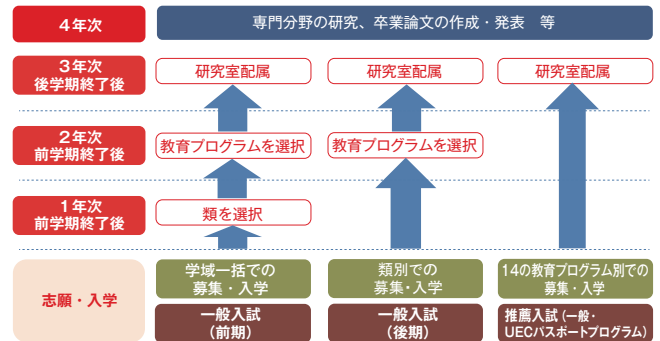 4年次
専門分野の研究、卒業論文の作成・発表 等
3年次
後学期終了後
研究室配属
研究室配属
研究室配属
2年次
前学期終了後
教育プログラムを選択
教育プログラムを選択
1年次
前学期終了後
類を選択
志願・入学
学域一括での
募集・入学
類別での
募集・入学
14の教育プログラム別での
募集・入学
一般入試
(前期)
一般入試
(後期)
推薦入試(一般・
UECパスポートプログラム)